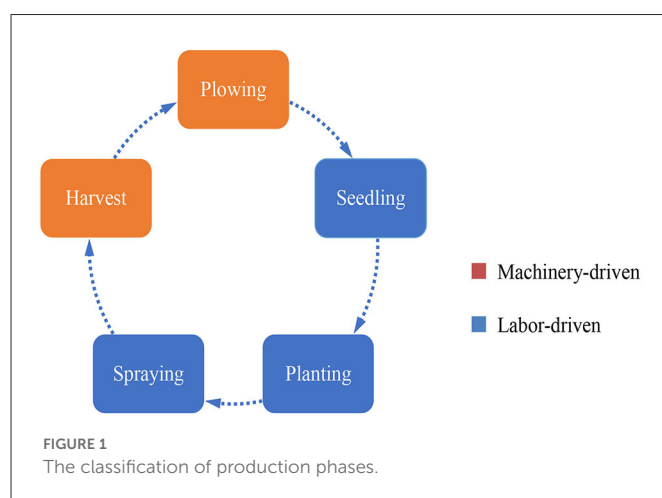 Plowing
Harvest
Seedling
Machinery-driven
Labor-driven
Spraying
Planting
FIGURE 1
The classification of production phases.